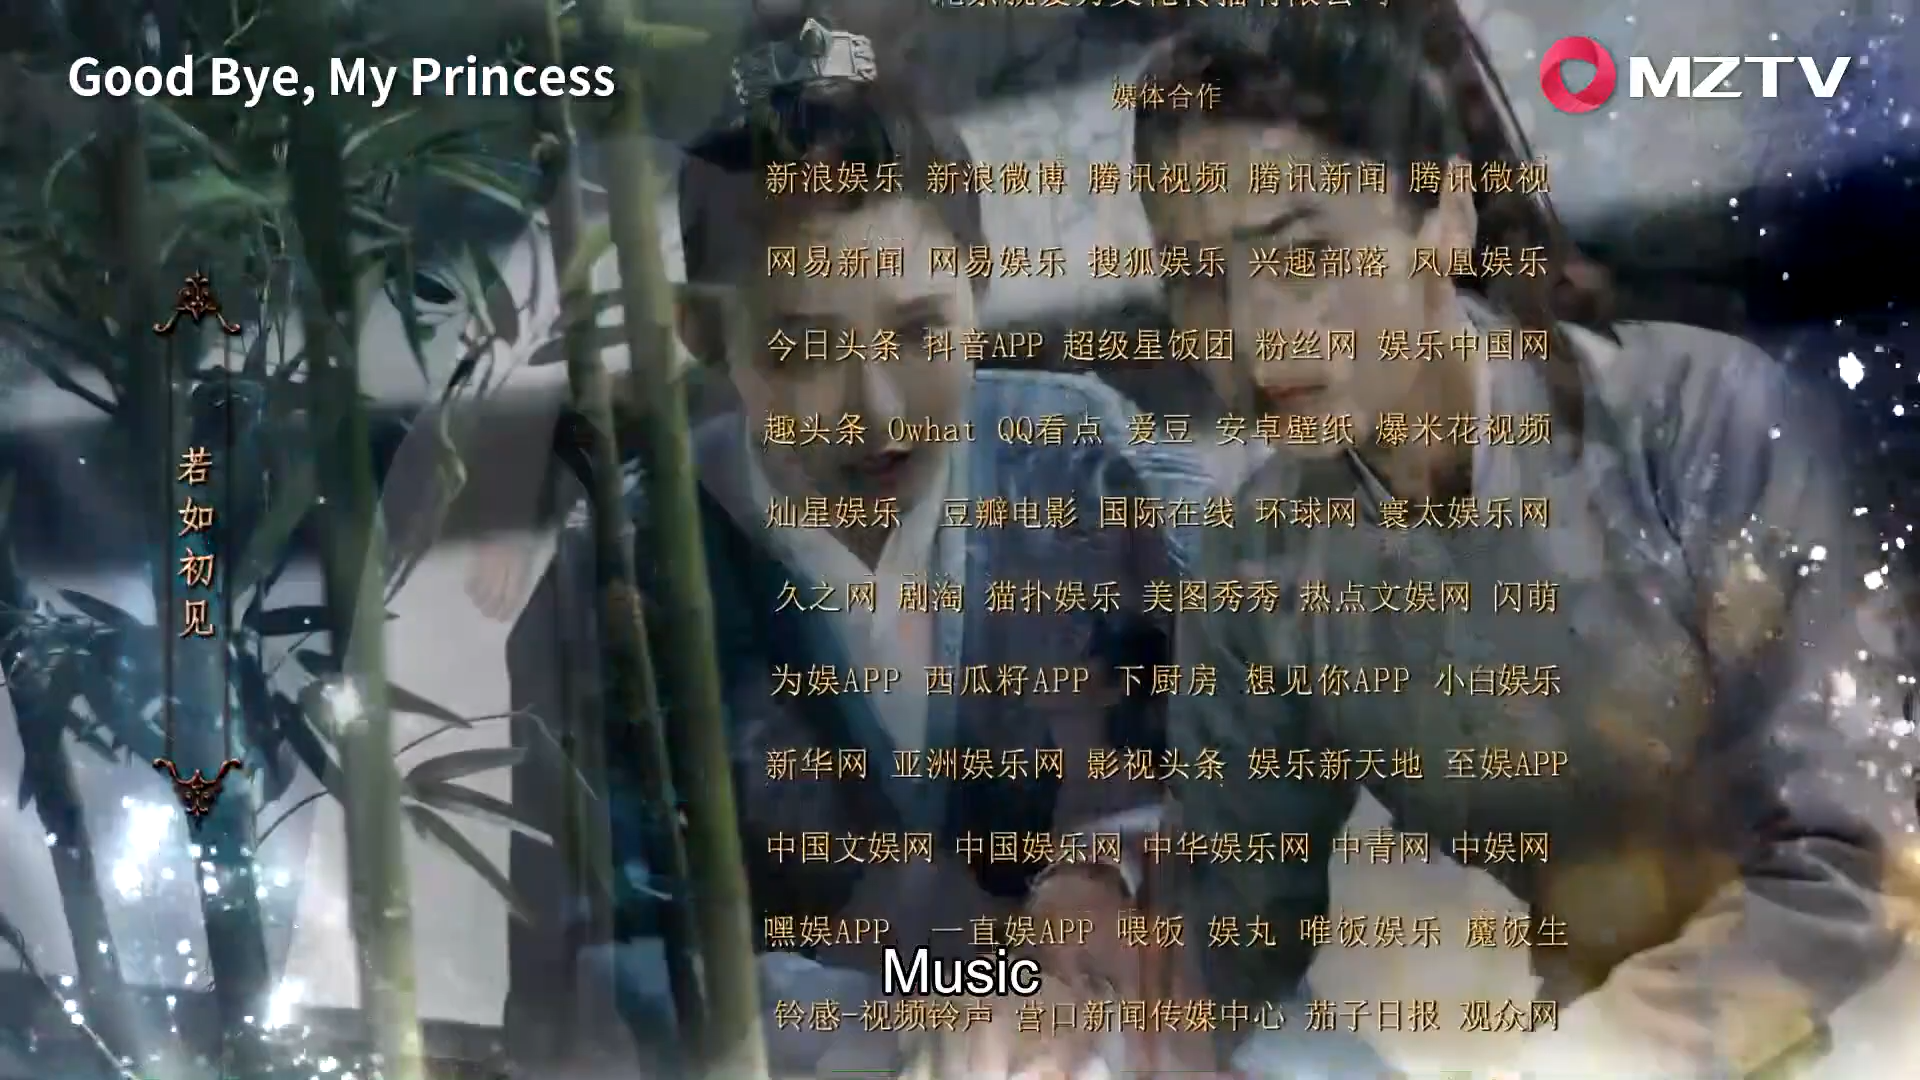 Good Bye, My Princess
MZTV
媒体合作
新浪娱乐 新浪微博 腾讯视频 腾讯新闻 腾讯微视
网易新闻 网易娱乐 搜狐娱乐 兴趣部落 凤凰娱乐
今日头条 抖音APP 超级星饭团 粉丝网 娱乐中国网
趣头条 Owhat QQ看点 爱豆 安卓壁纸 爆米花视频
灿星娱乐 豆瓣电影 国际在线 环球网 寰太娱乐网
久之网 剧淘 猫扑娱乐 美图秀秀 热点文娱网 闪萌
为娱APP 西瓜籽APP 下厨房 想见你APP 小白娱乐
新华网 亚洲娱乐网 影视头条 娱乐新天地 至娱APP
中国文娱网 中国娱乐网 中华娱乐网 中青网 中娱网
嘿娱APP 一直娱APP 喂饭 娱丸 唯饭娱乐 魔饭生
铃感-视频铃声 营口新闻传媒中心 茄子日报 观众网
若如初见
Music